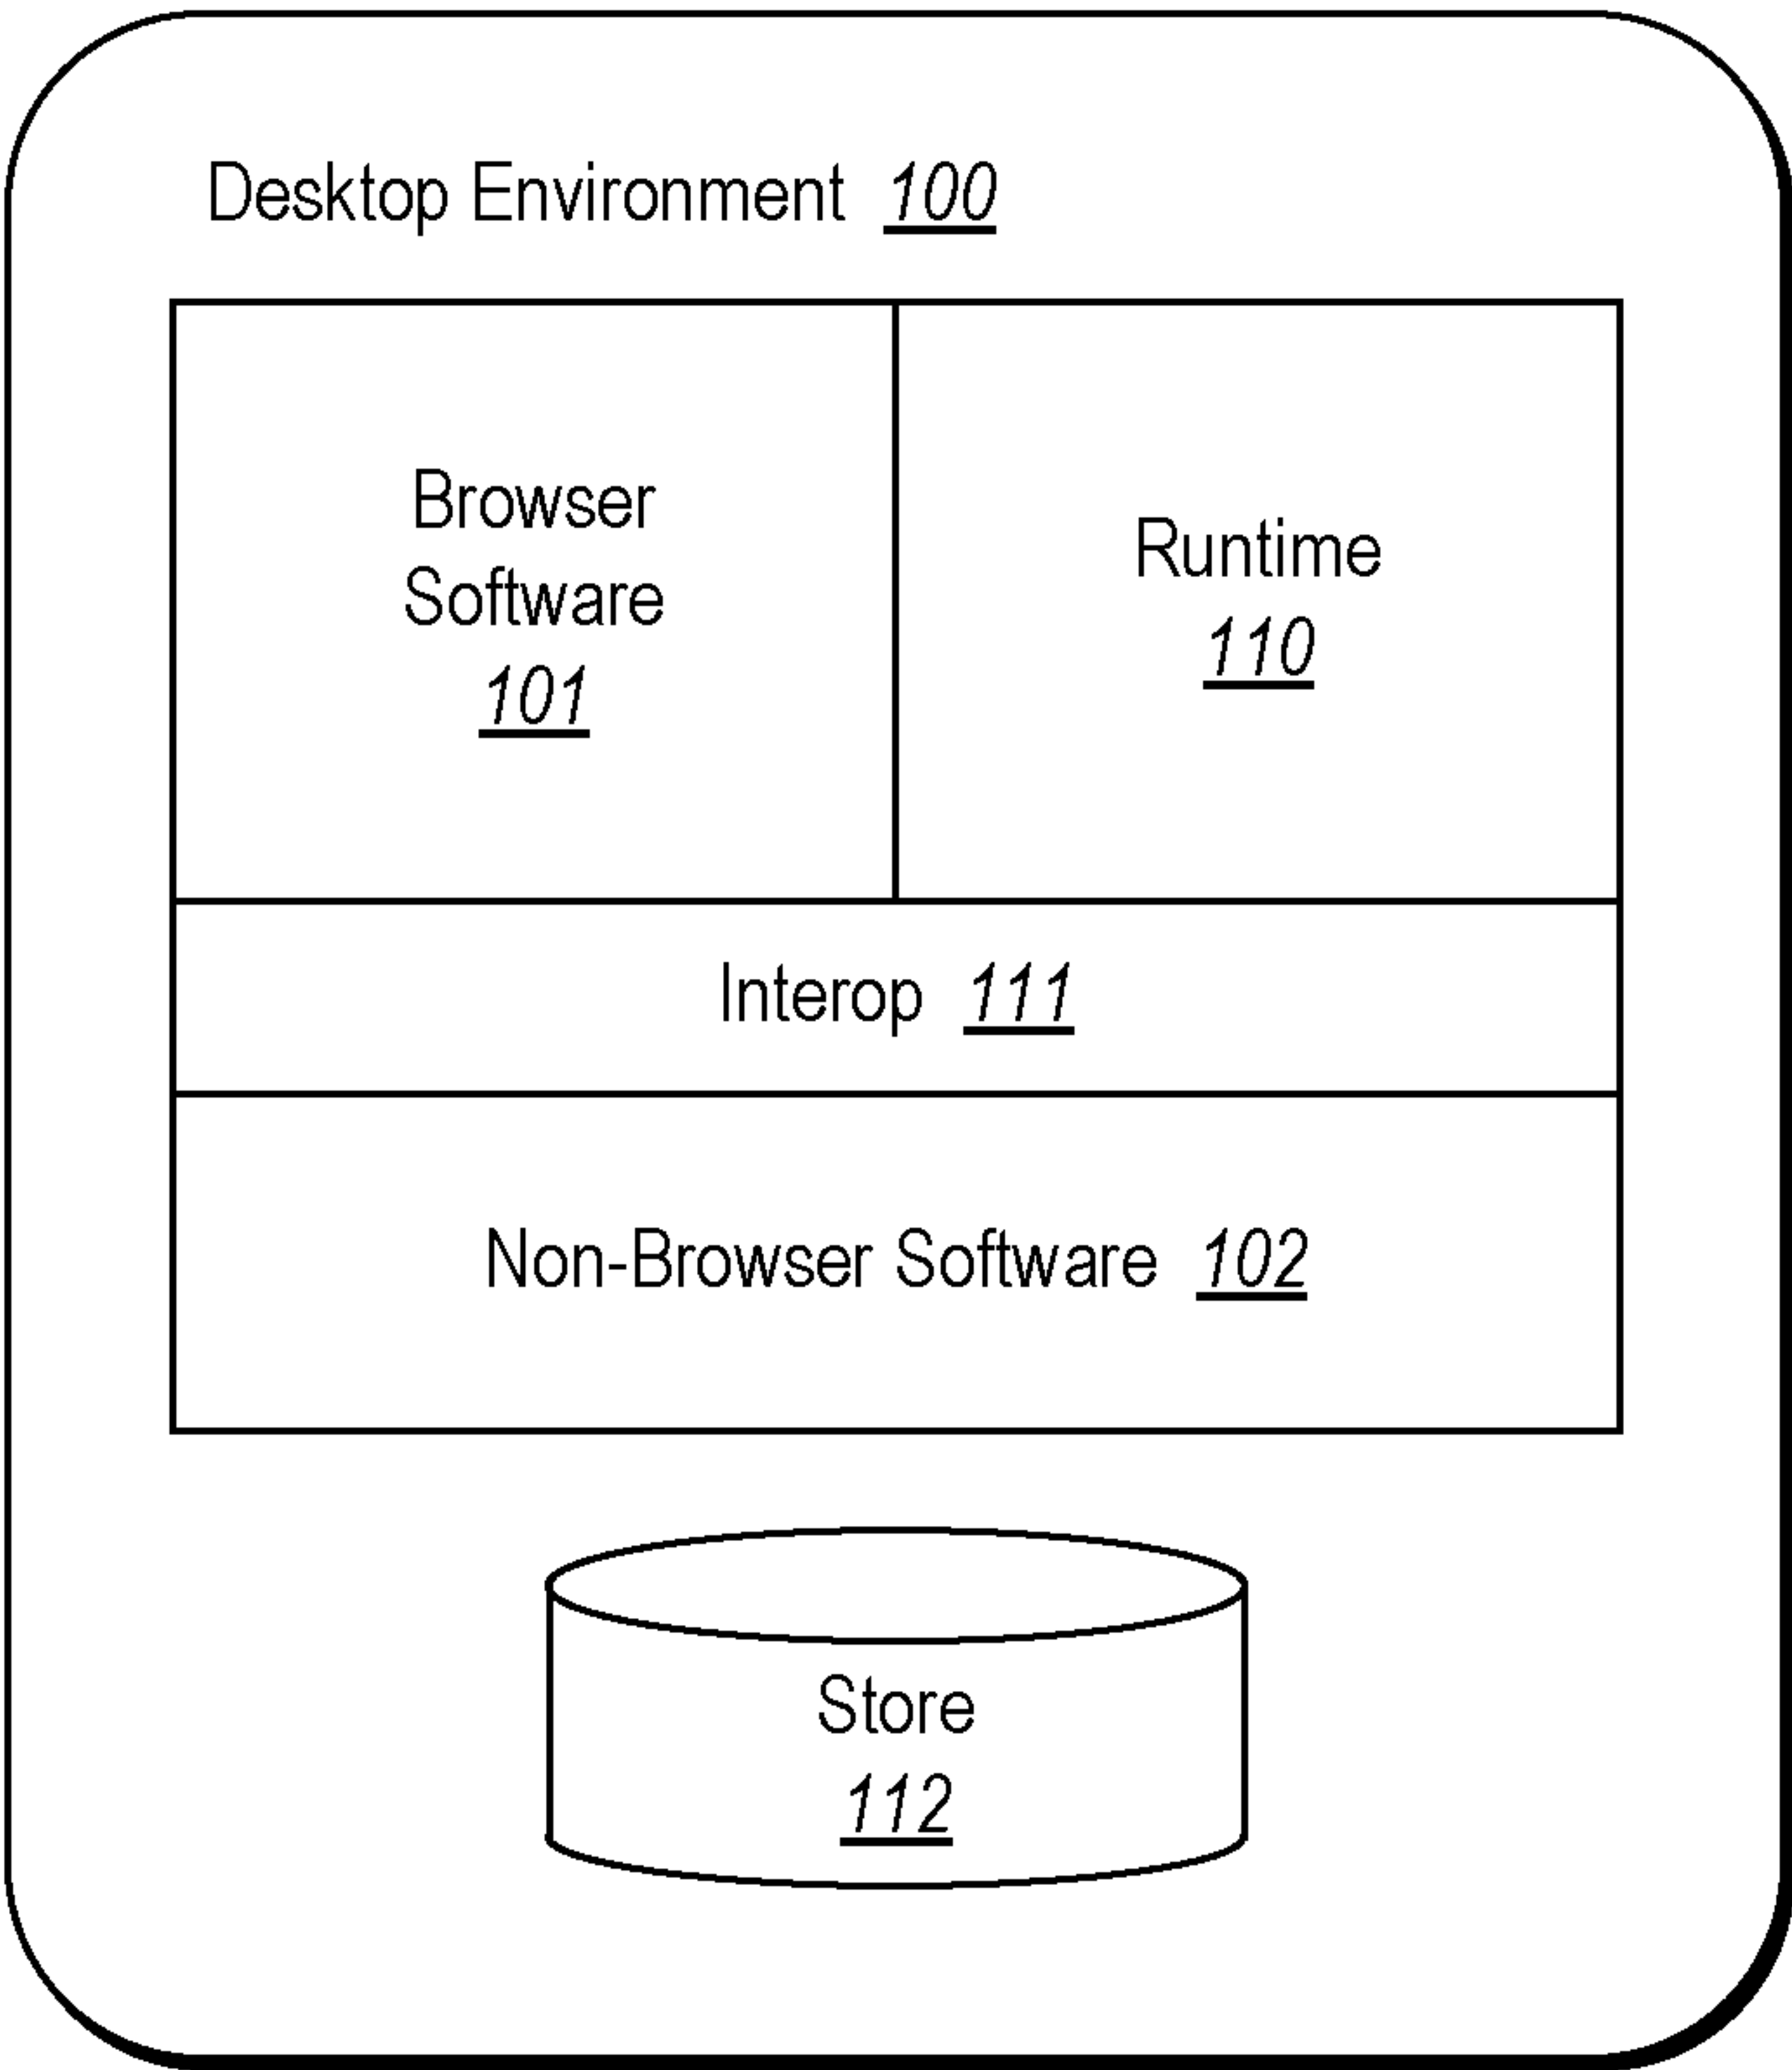 Desktop Environment 100
Browser
Software
101
Runtime
110
Interop 111
Non-Browser Software 102
Store
112